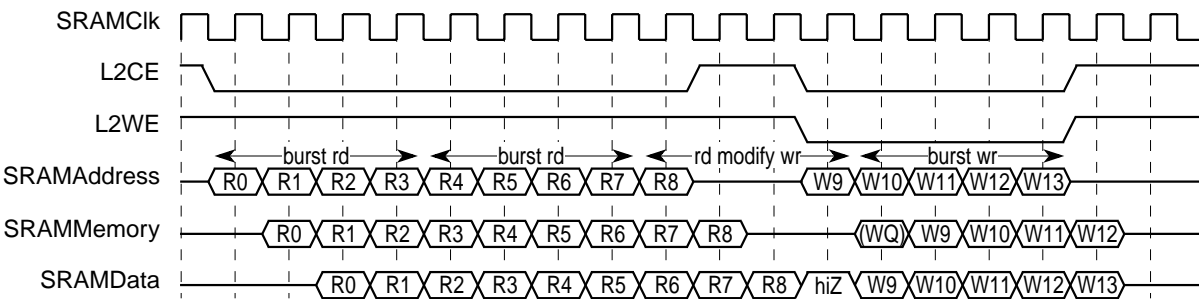 SRAMClk
L2CE
L2WE
burst rd burst rd rd modify wr burst wr
SRAMAddress R0 R1 R2 R3 R4 R5 R6 R7 R8 W9 W10 W11 W12 W13
SRAMMemory R0 R1 R2 R3 R4 R5 R6 R7 R8 (WQ) W9 W10 W11 W12
SRAMData R0 R1 R2 R3 R4 R5 R6 R7 R8 hiZ W9 W10 W11 W12 W13